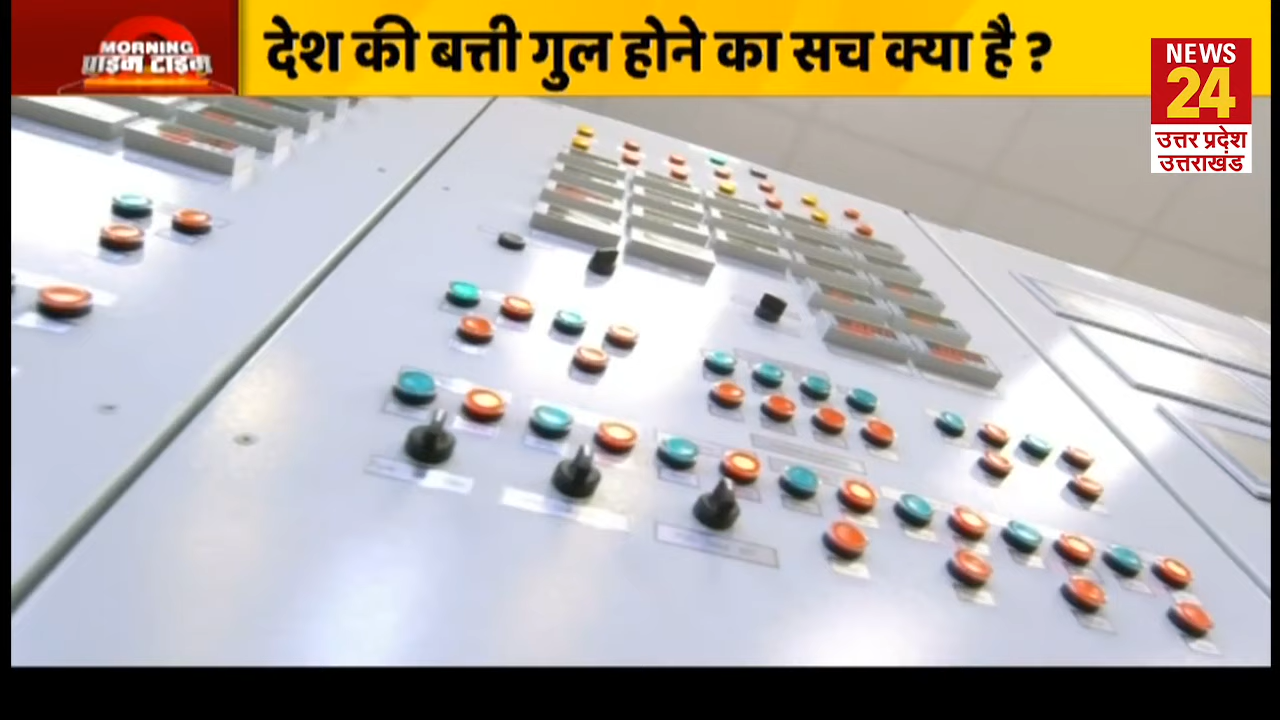 MORNING
प्राइम टाइम
देश की बत्ती गुल होने का सच क्या है ?
NEWS
24
उत्तर प्रदेश
उत्तराखंड